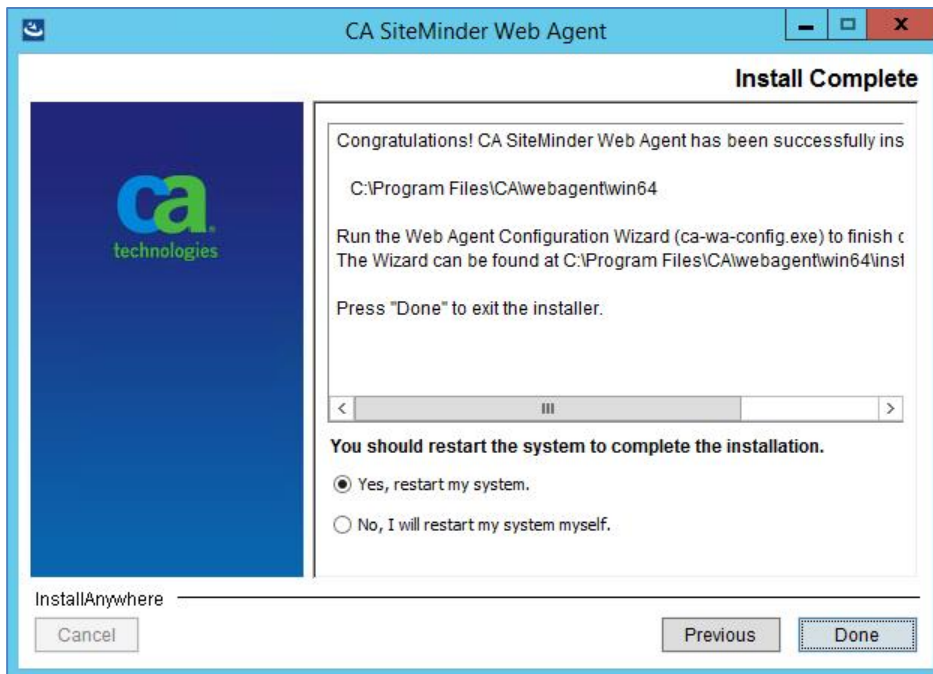 CA SiteMinder Web Agent
Install Complete
ca
technologies
Congratulations! CA SiteMinder Web Agent has been successfully ins
C:\Program Files\CA\webagent\win64
Run the Web Agent Configuration Wizard (ca-wa-config.exe) to finish c
The Wizard can be found at C:\Program Files\CA\webagent\win64\inst
Press "Done" to exit the installer.
You should restart the system to complete the installation.
Yes, restart my system.
No, I will restart my system myself.
InstallAnywhere
Cancel
Previous
Done